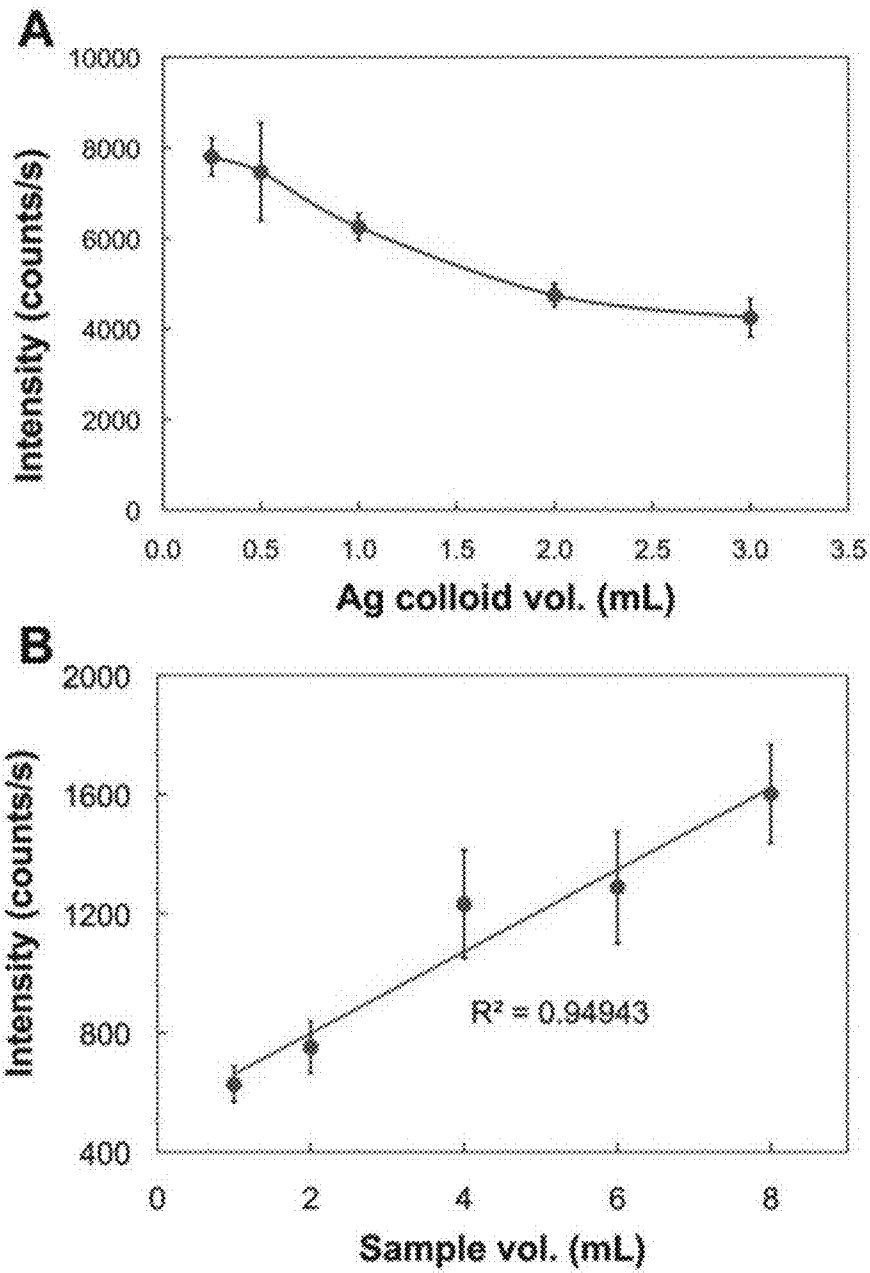 A
Intensity (counts/s)
10000
8000
6000
4000
2000
0
0.0 0.5 1.0 1.5 2.0 2.5 3.0 3.5
Ag colloid vol. (mL)
B
Intensity (counts/s)
2000
1600
1200
800
400
R² = 0.94943
0 2 4 6 8
Sample vol. (mL)